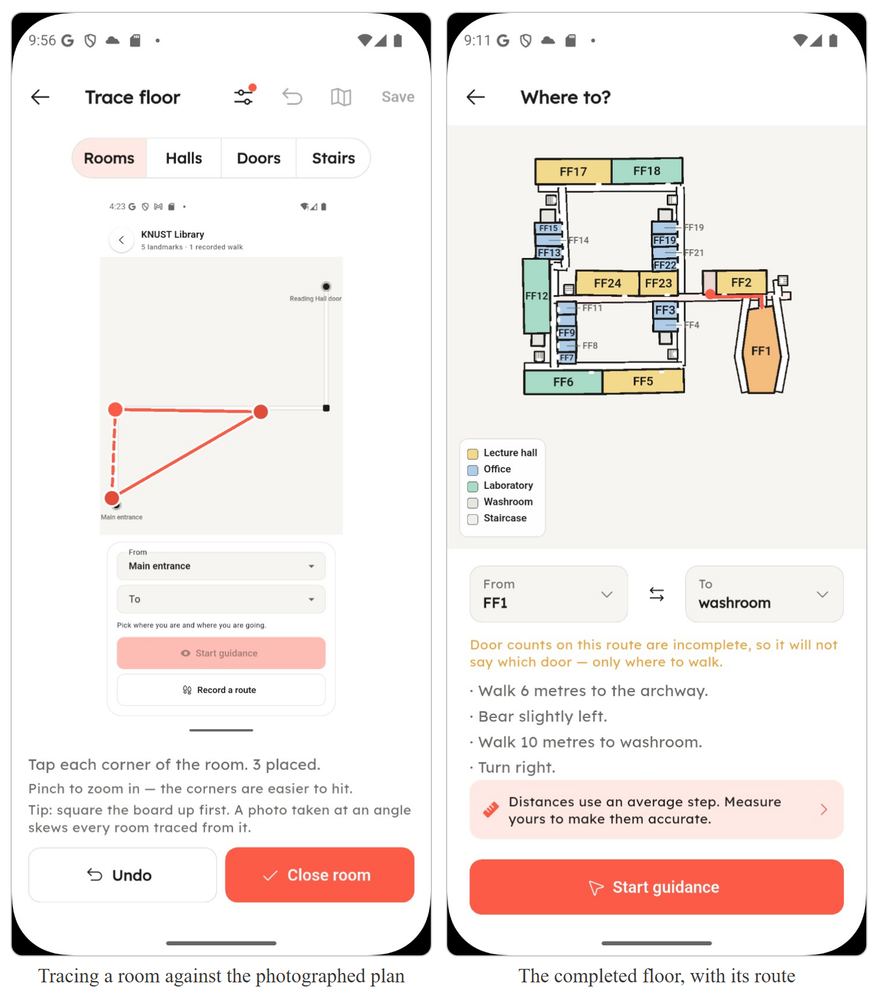 9:56
Trace floor
Save
Rooms
Halls
Doors
Stairs
4:23
KNUST Library
5 landmarks · 1 recorded walk
Reading Hall door
Main entrance
From
Main entrance
To
Pick where you are and where you are going.
Start guidance
Record a route
Tap each corner of the room. 3 placed.
Pinch to zoom in — the corners are easier to hit.
Tip: square the board up first. A photo taken at an angle
skews every room traced from it.
Undo
Close room
Tracing a room against the photographed plan
9:11
Where to?
FF17
FF18
FF15
FF19
FF14
FF19
FF13
FF21
FF22
FF24
FF23
FF2
FF12
FF11
FF3
FF4
FF9
FF8
FF7
FF1
FF6
FF5
Lecture hall
Office
Laboratory
Washroom
Staircase
From
FF1
To
washroom
Door counts on this route are incomplete, so it will not
say which door — only where to walk.
· Walk 6 metres to the archway.
· Bear slightly left.
· Walk 10 metres to washroom.
· Turn right.
Distances use an average step. Measure
yours to make them accurate.
Start guidance
The completed floor, with its route